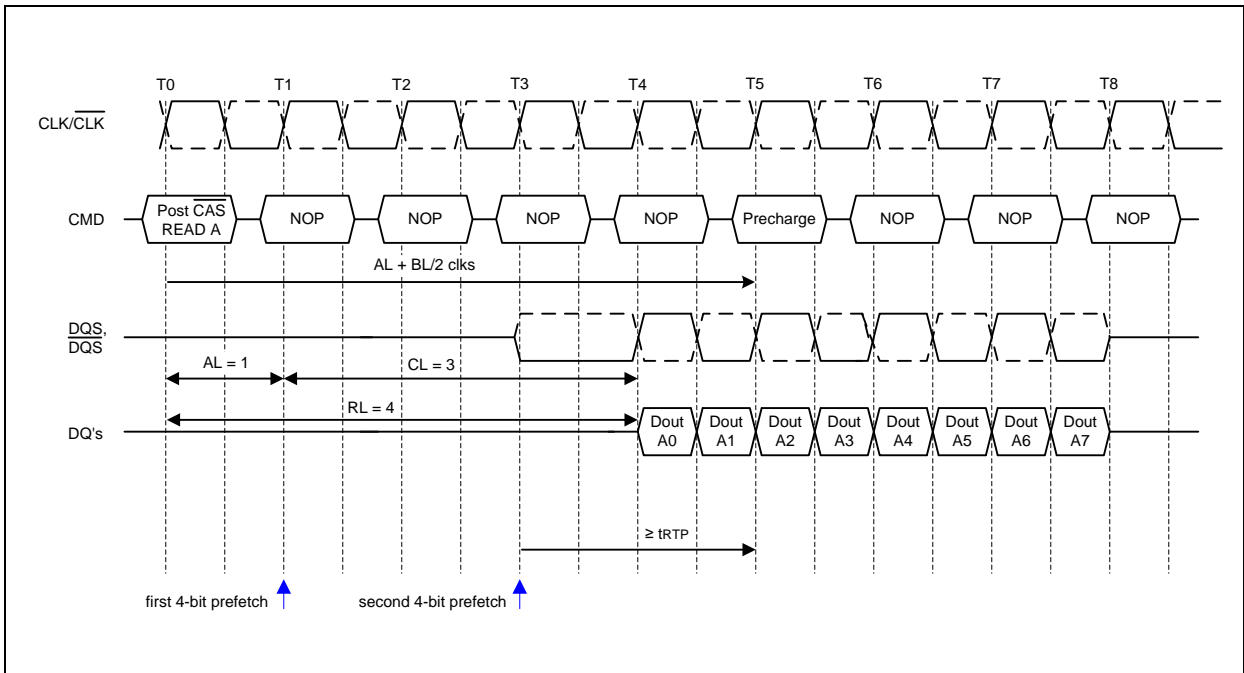 T0 T1 T2 T3 T4 T5 T6 T7 T8
CLK/CLK
CMD
Post CAS
READ A
NOP NOP NOP NOP Precharge NOP NOP NOP
AL + BL/2 clks
DQS,
DQS
AL = 1
CL = 3
RL = 4
DQ's
Dout Dout Dout Dout Dout Dout Dout Dout
A0 A1 A2 A3 A4 A5 A6 A7
≥ tRTP
first 4-bit prefetch
second 4-bit prefetch